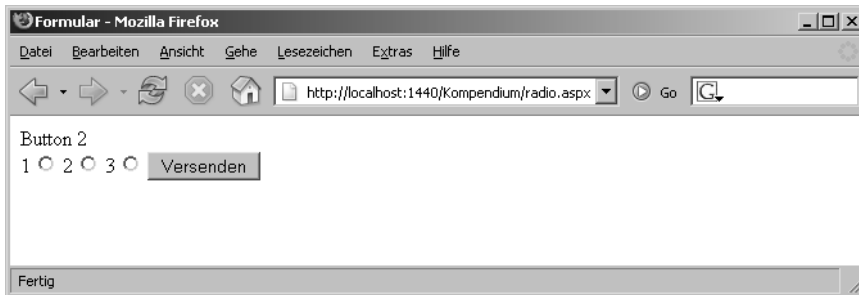 Formular - Mozilla Firefox
Datei Bearbeiten Ansicht Gehe Lesezeichen Extras Hilfe
http://localhost:1440/Kompendium/radio.aspx Go G
Button 2
1 2 3 Versenden
Fertig